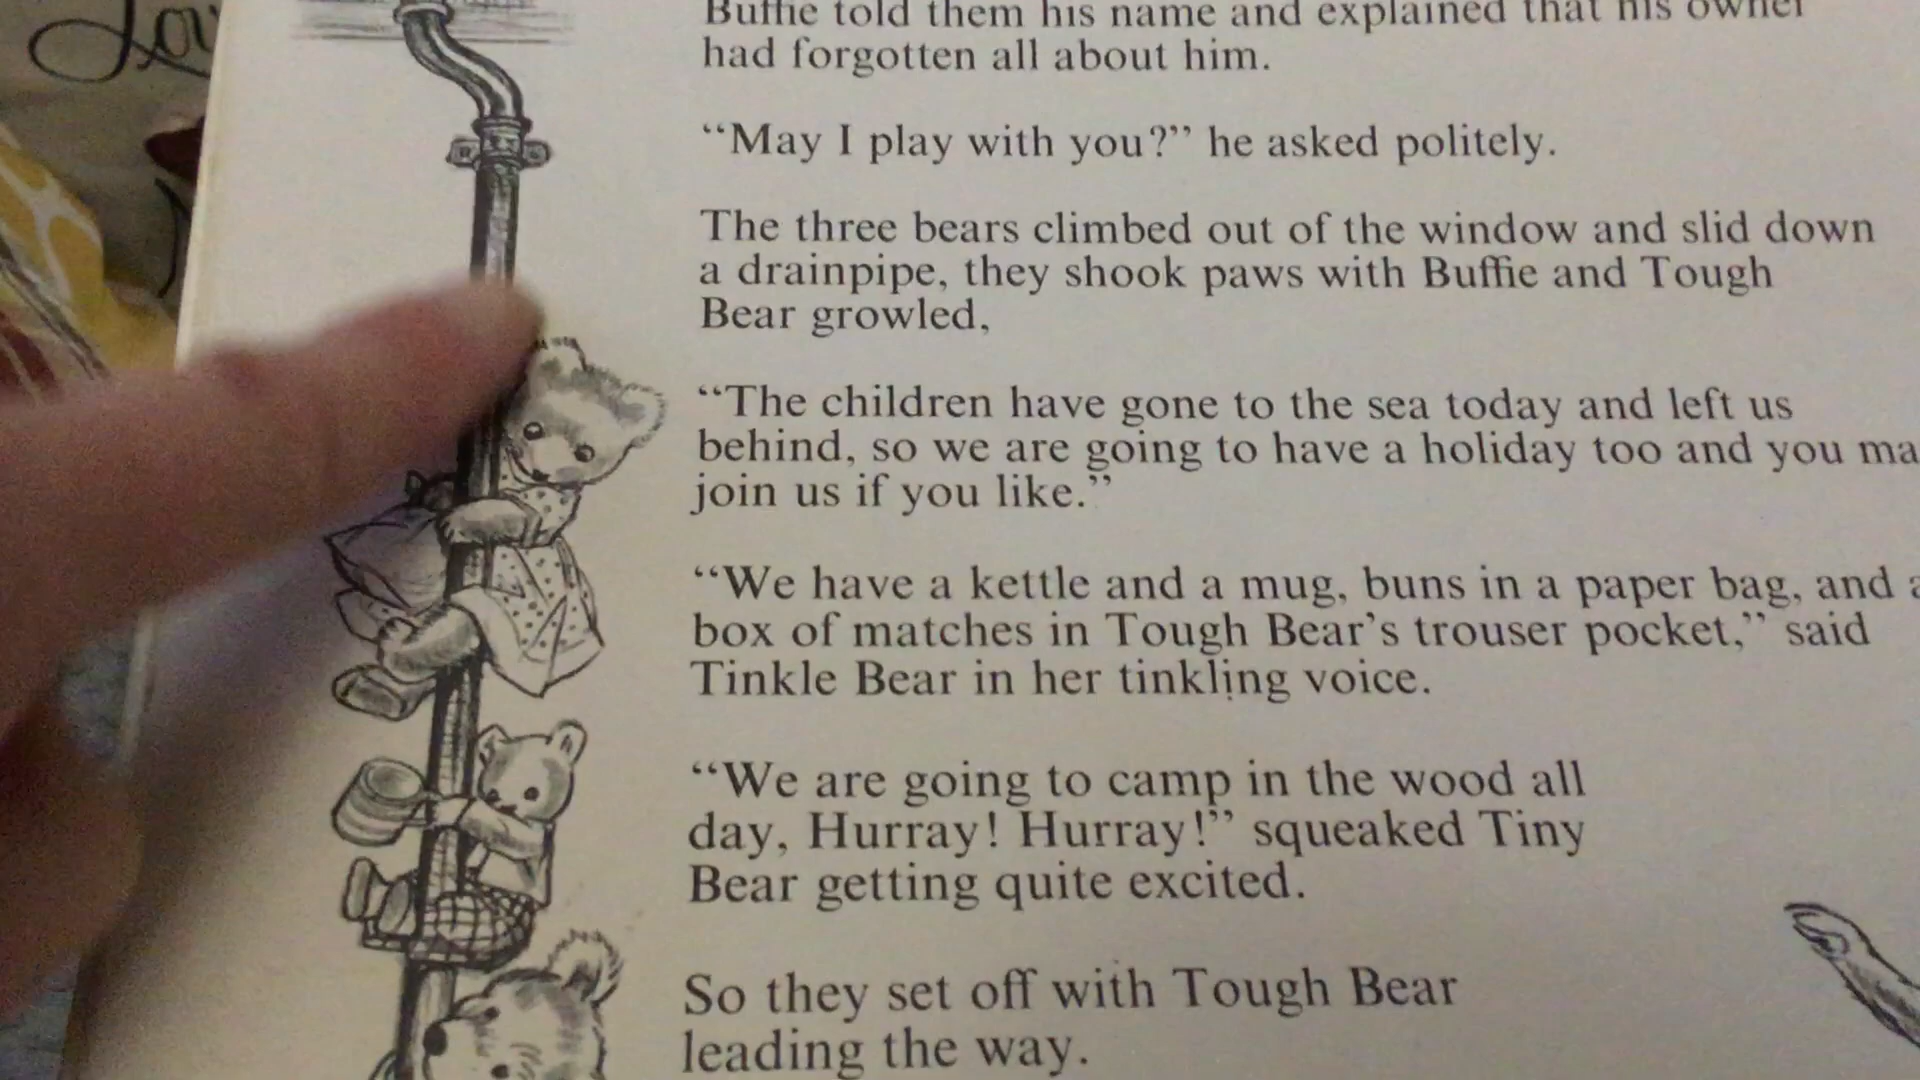 Lov
Buffie told them his name and explained that his owner
had forgotten all about him.
“May I play with you?” he asked politely.
The three bears climbed out of the window and slid down
a drainpipe, they shook paws with Buffie and Tough
Bear growled,
“The children have gone to the sea today and left us
behind, so we are going to have a holiday too and you ma
join us if you like.”
“We have a kettle and a mug, buns in a paper bag, and a
box of matches in Tough Bear’s trouser pocket,” said
Tinkle Bear in her tinkling voice.
“We are going to camp in the wood all
day, Hurray! Hurray!” squeaked Tiny
Bear getting quite excited.
So they set off with Tough Bear
leading the way.